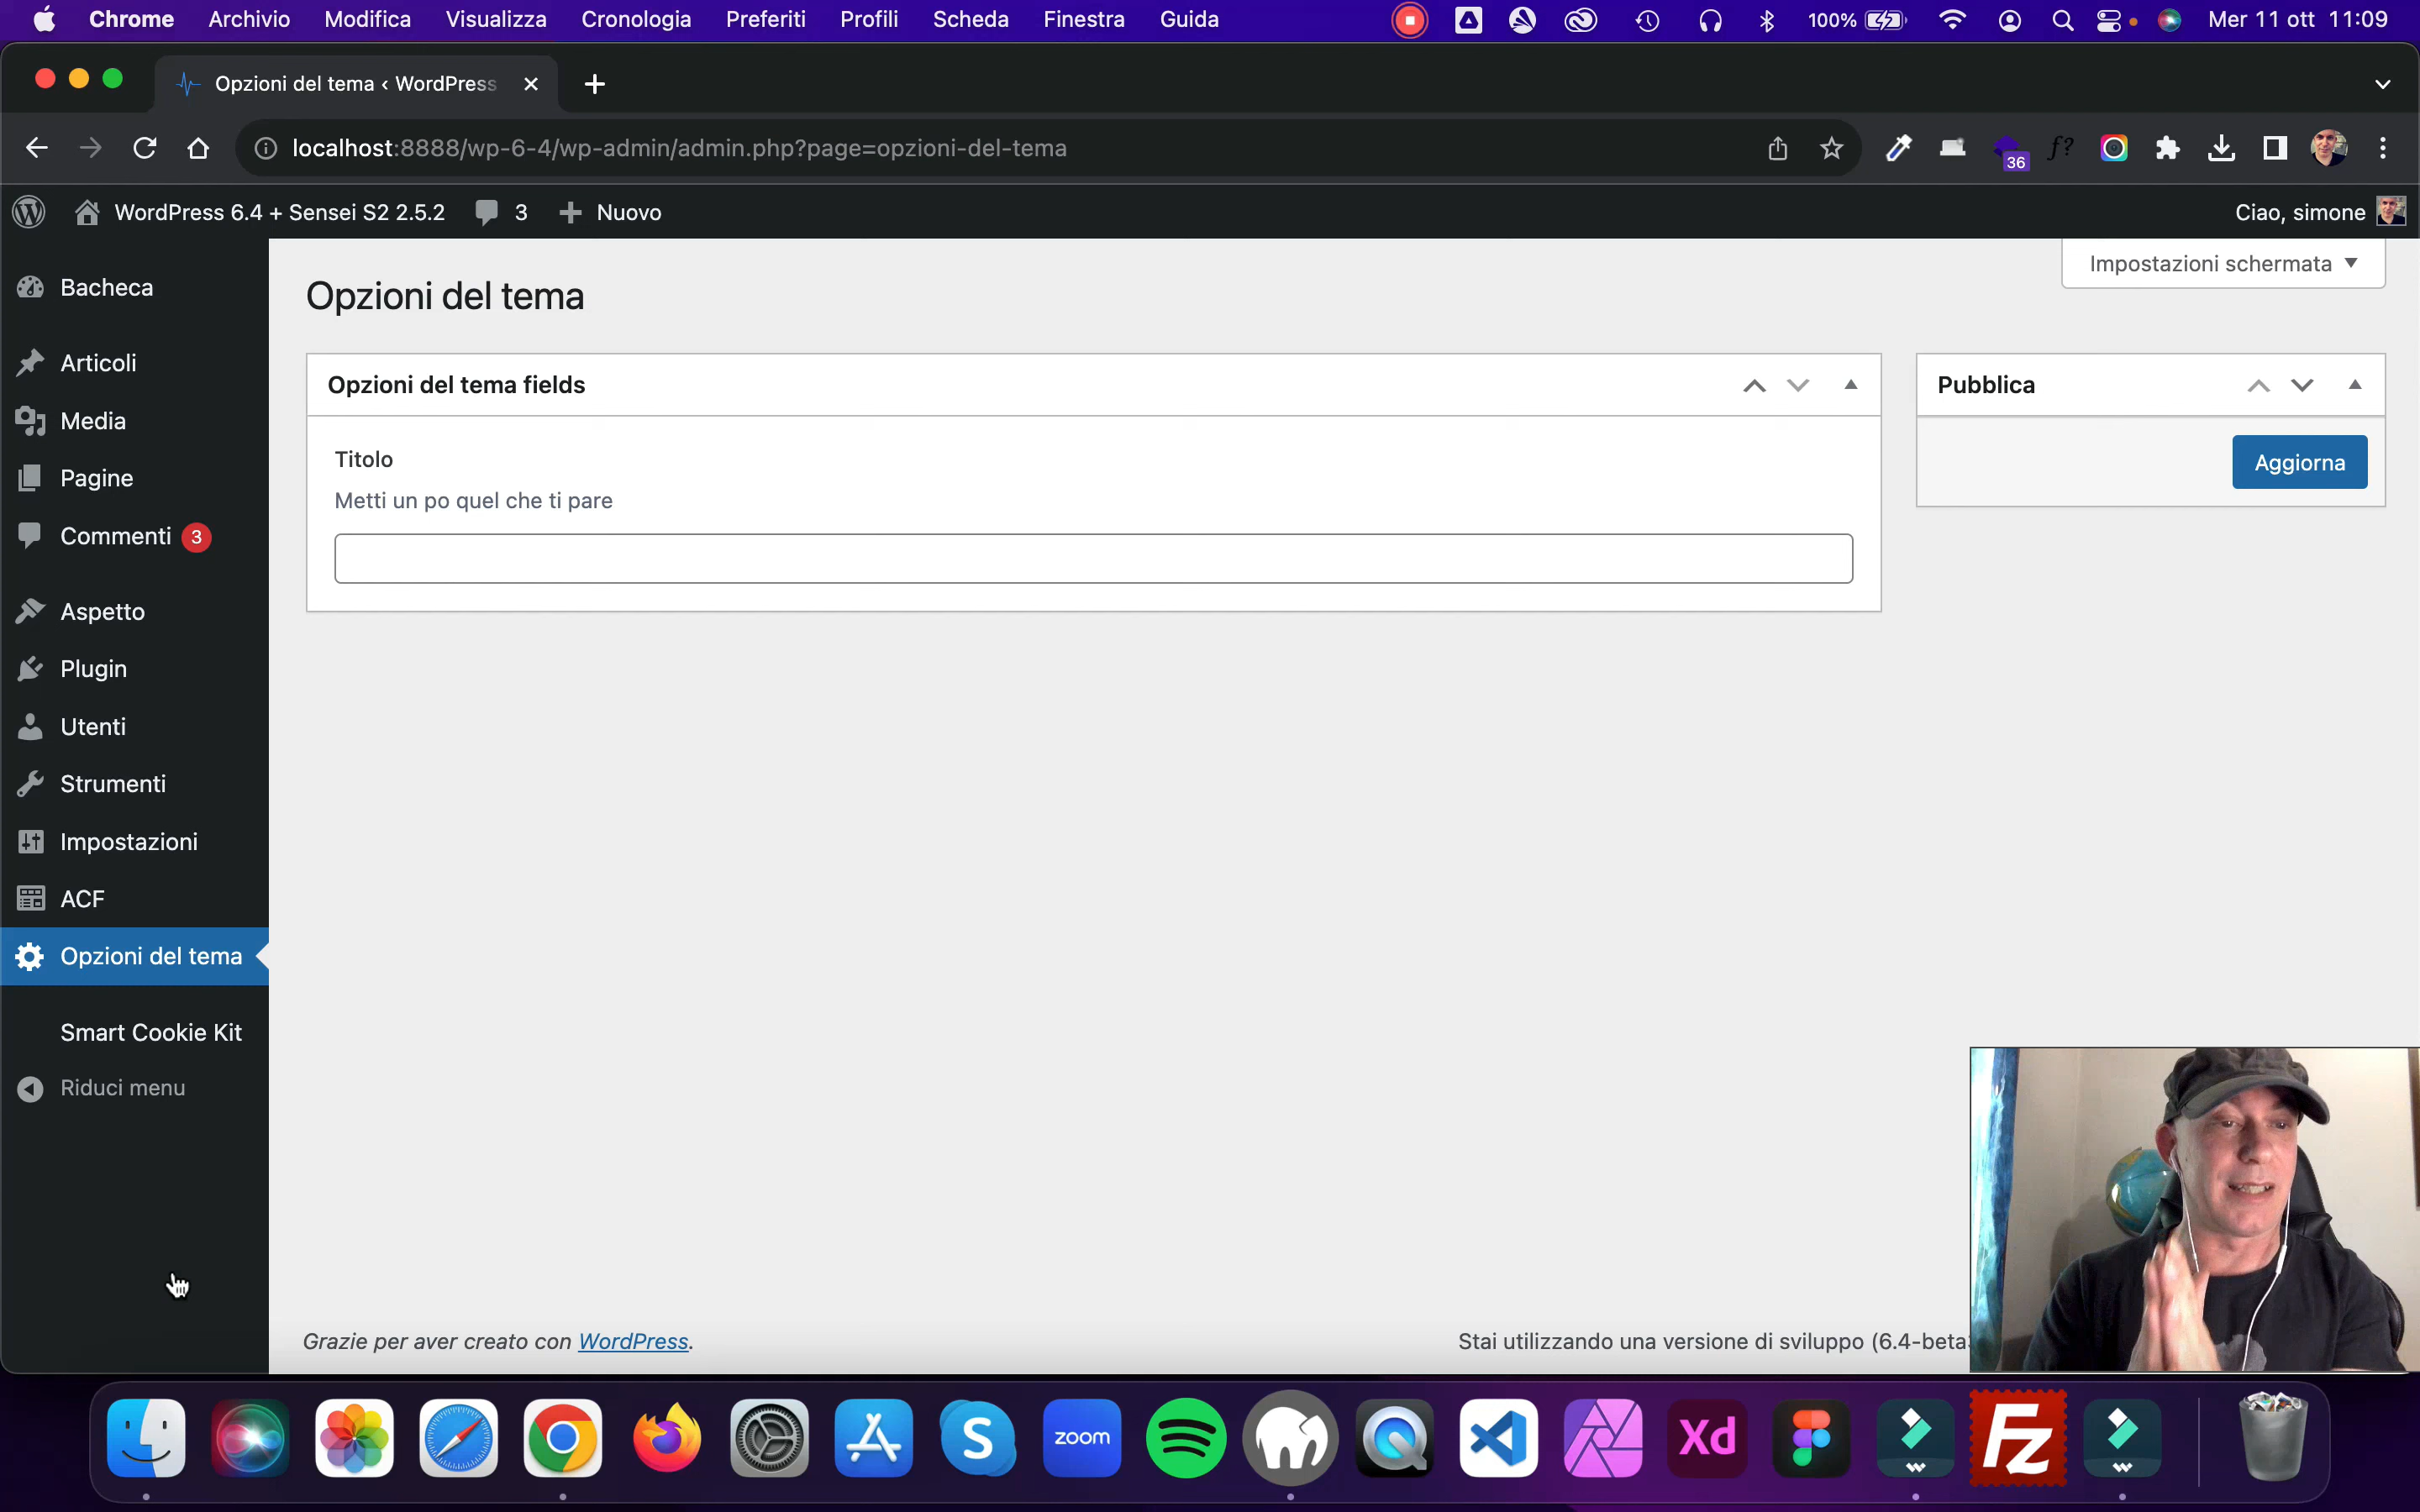 Chrome Archivio Modifica Visualizza Cronologia Preferiti Profili Scheda Finestra Guida 100% Mer 11 ott 11:09
Opzioni del tema ‹ WordPress
localhost:8888/wp-6-4/wp-admin/admin.php?page=opzioni-del-tema
f?
36
WordPress 6.4 + Sensei S2 2.5.2 3 Nuovo Ciao, simone
Bacheca
Articoli
Media
Pagine
Commenti 3
Aspetto
Plugin
Utenti
Strumenti
Impostazioni
ACF
Opzioni del tema
Smart Cookie Kit
Riduci menu
Impostazioni schermata
Opzioni del tema
Opzioni del tema fields
Titolo
Metti un po quel che ti pare
Pubblica
Aggiorna
Grazie per aver creato con WordPress.
Stai utilizzando una versione di sviluppo (6.4-beta
S
zoom
Xd
Fz